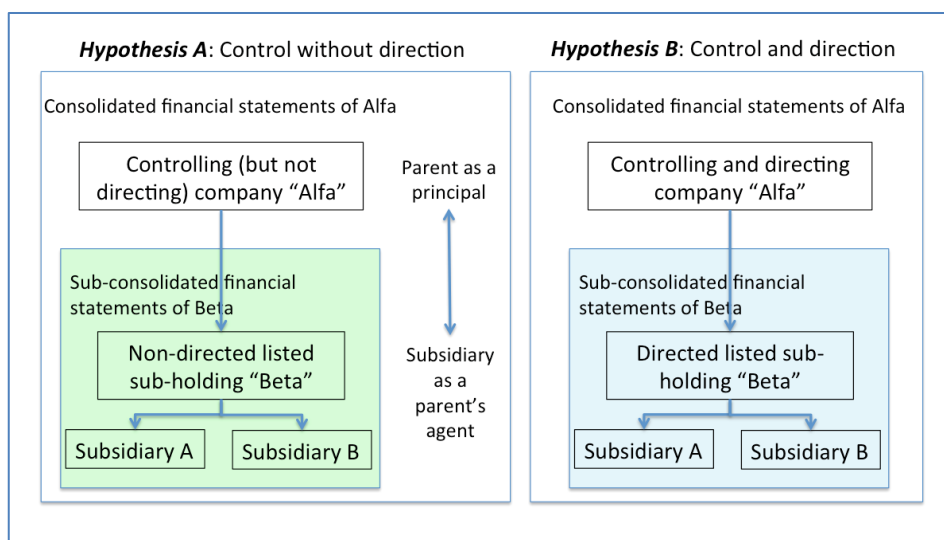 Hypothesis A: Control without direction
Consolidated financial statements of Alfa
Controlling (but not
directing) company “Alfa”
Parent as a
principal
Sub-consolidated financial
statements of Beta
Non-directed listed
sub-holding “Beta”
Subsidiary
as a
parent’s
agent
Subsidiary A
Subsidiary B
Hypothesis B: Control and direction
Consolidated financial statements of Alfa
Controlling and directing
company “Alfa”
Sub-consolidated financial
statements of Beta
Directed listed sub-
holding “Beta”
Subsidiary A
Subsidiary B